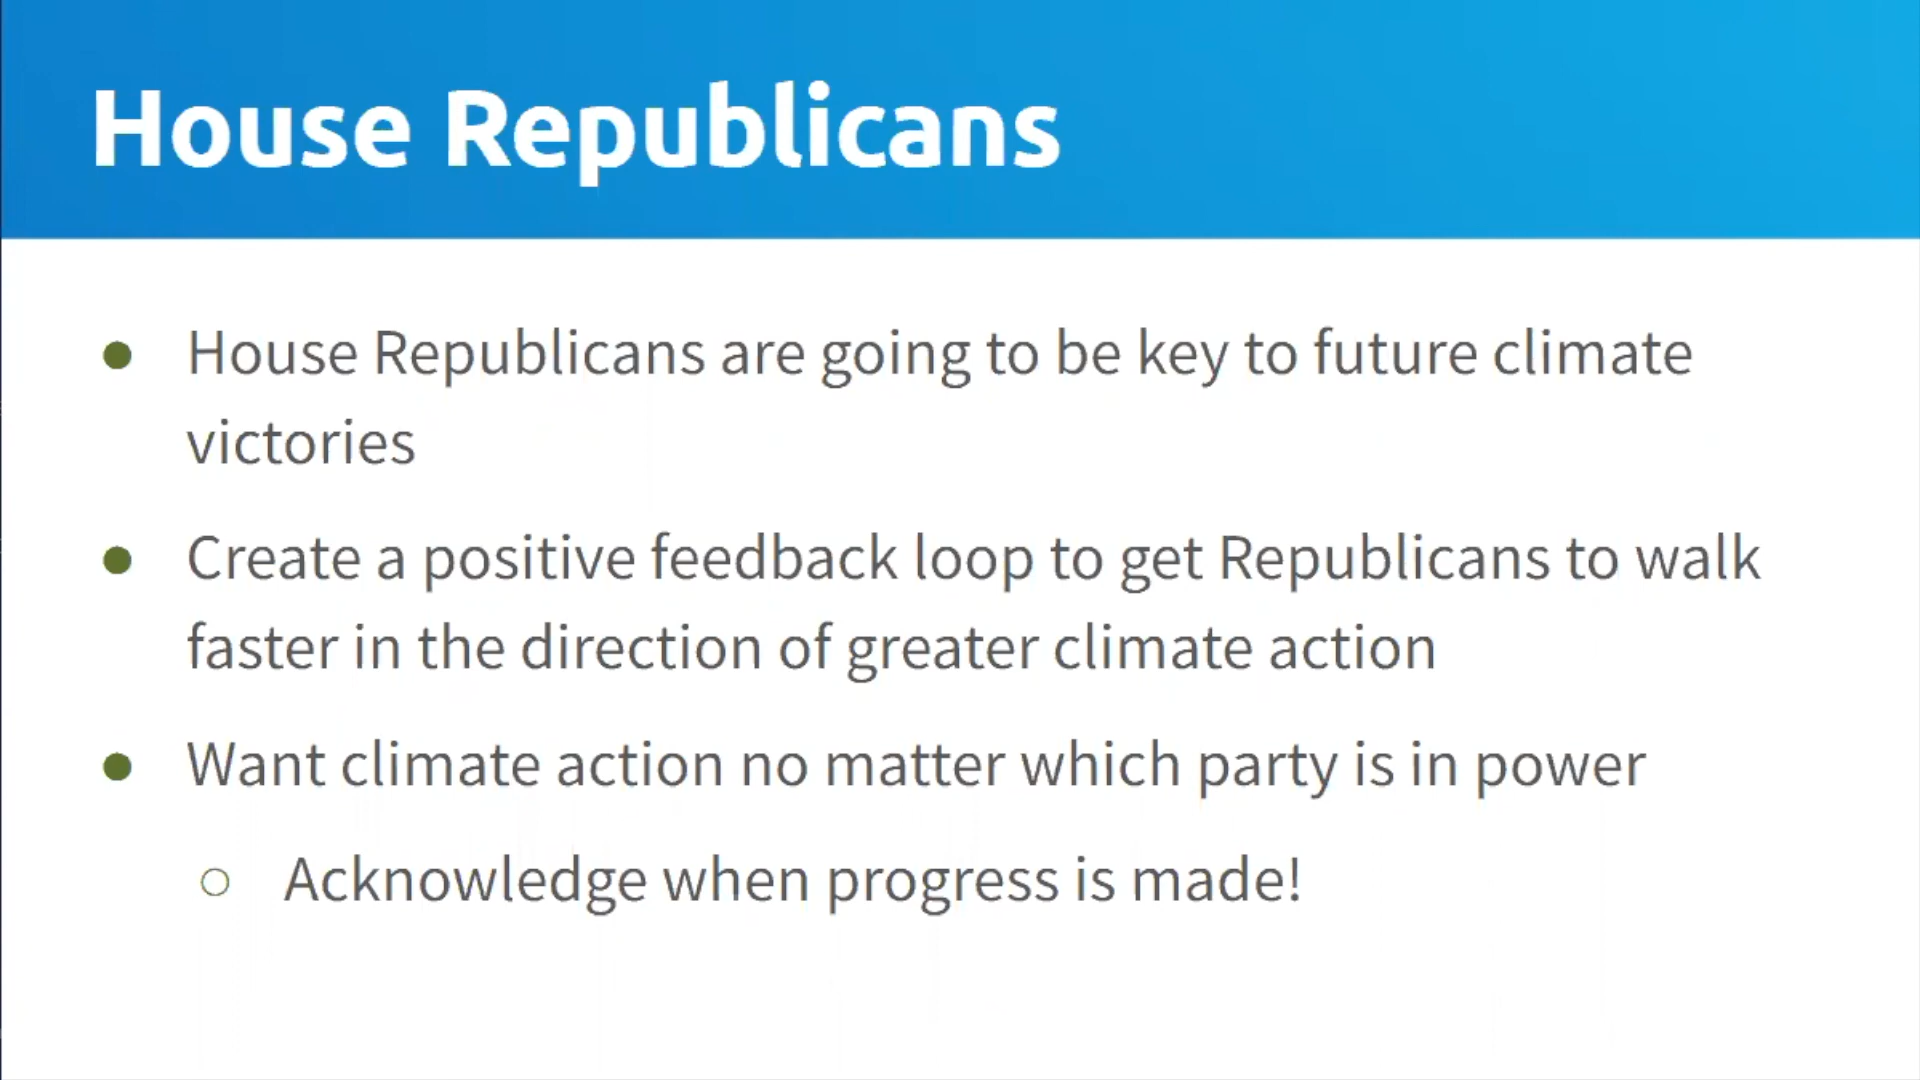 House Republicans
● House Republicans are going to be key to future climate
victories
● Create a positive feedback loop to get Republicans to walk
faster in the direction of greater climate action
● Want climate action no matter which party is in power
○ Acknowledge when progress is made!